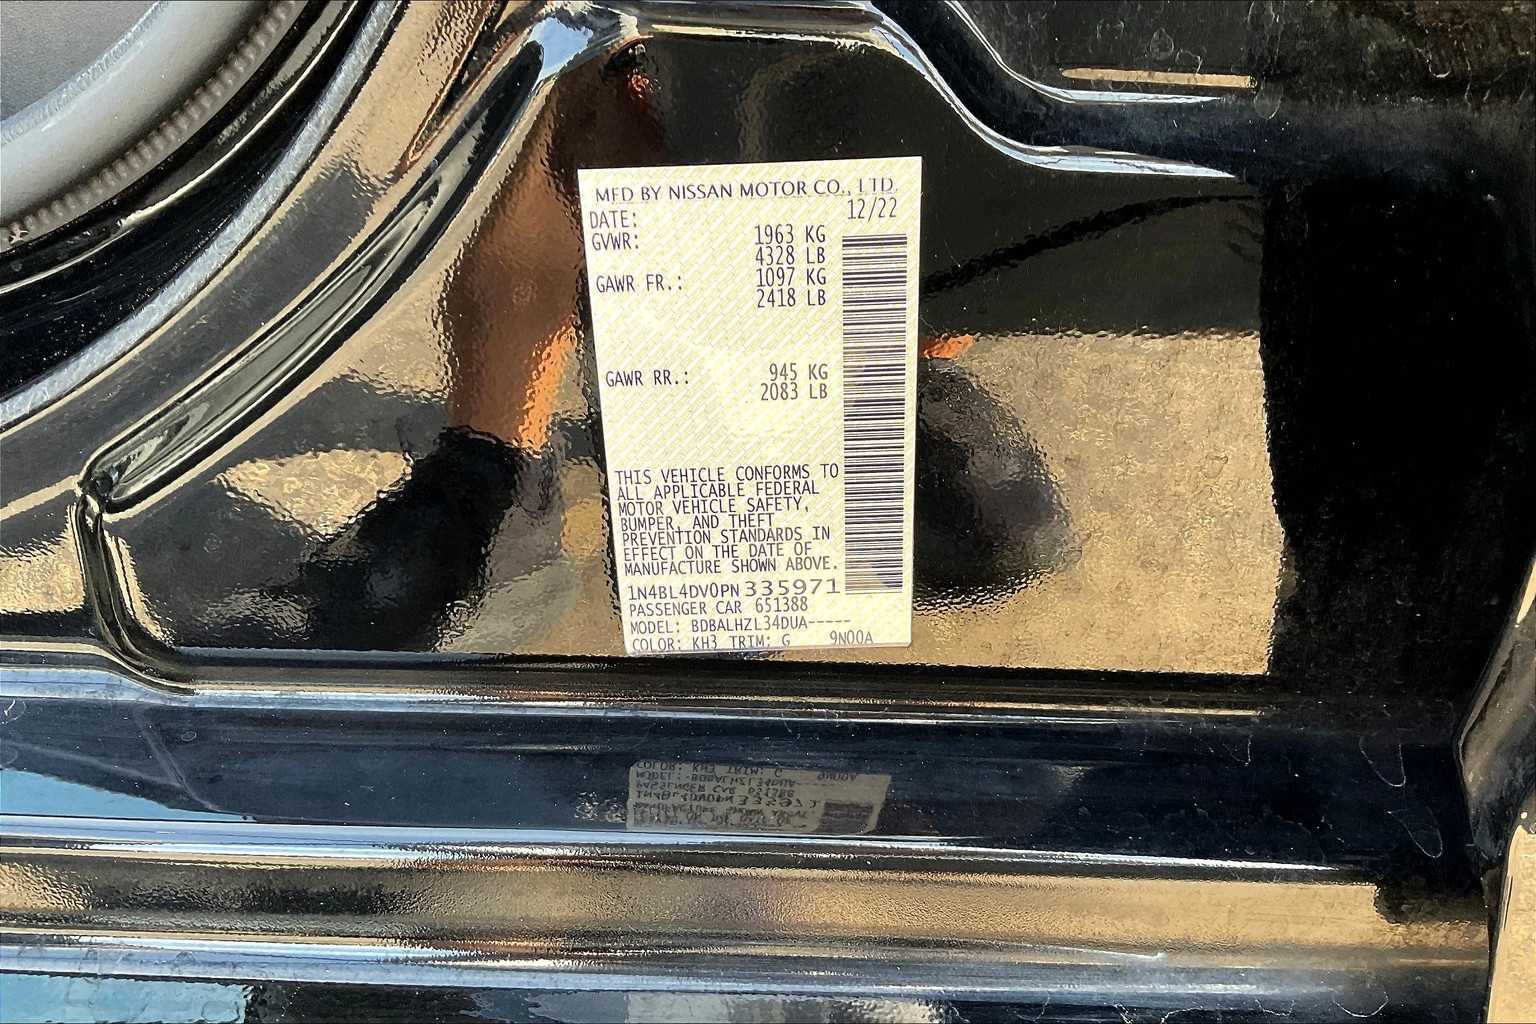 MFD BY NISSAN MOTOR CO., LTD.
DATE: 12/22
GVWR: 1963 KG
4328 LB
GAWR FR.: 1097 KG
2418 LB
GAWR RR.: 945 KG
2083 LB
THIS VEHICLE CONFORMS TO
ALL APPLICABLE FEDERAL
MOTOR VEHICLE SAFETY,
BUMPER, AND THEFT
PREVENTION STANDARDS IN
EFFECT ON THE DATE OF
MANUFACTURE SHOWN ABOVE.
1N4BL4DV0PN335971
PASSENGER CAR 651388
MODEL: BDBALHZL34DUA-----
COLOR: KH3 TRIM: G 9N00A